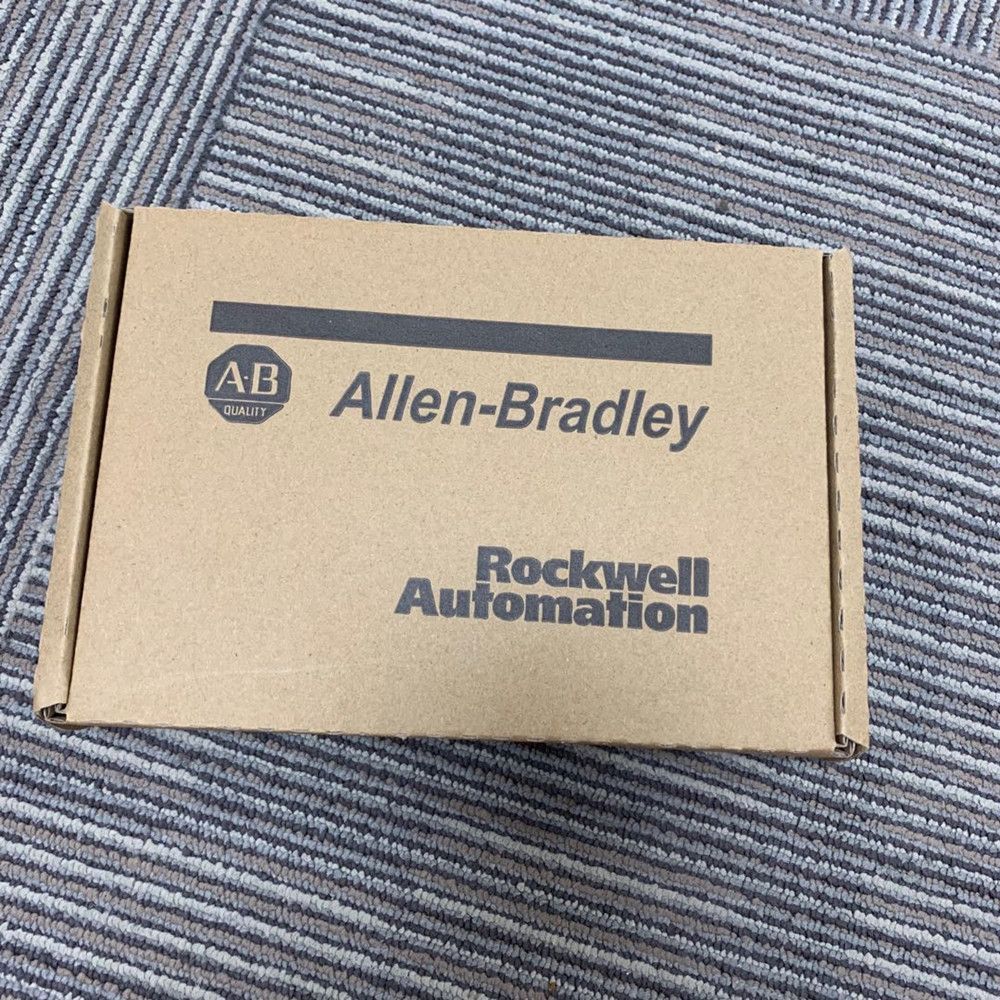 A·B
QUALITY
Allen-Bradley
Rockwell
Automation